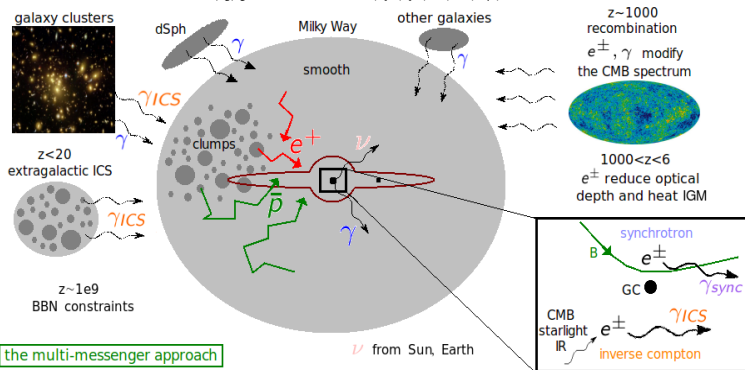 galaxy clusters
dSph
γ
Milky Way
other galaxies
γ
smooth
z~1000
recombination
e±, γ modify
the CMB spectrum
γICS
γ
clumps
e+
ν
z<20
extragalactic ICS
1000<z<6
e± reduce optical
depth and heat IGM
γICS
p̄
γ
z~1e9
BBN constraints
synchrotron
B
e±
γsync
GC
CMB
starlight
IR
e±
γICS
inverse compton
the multi-messenger approach
ν from Sun, Earth